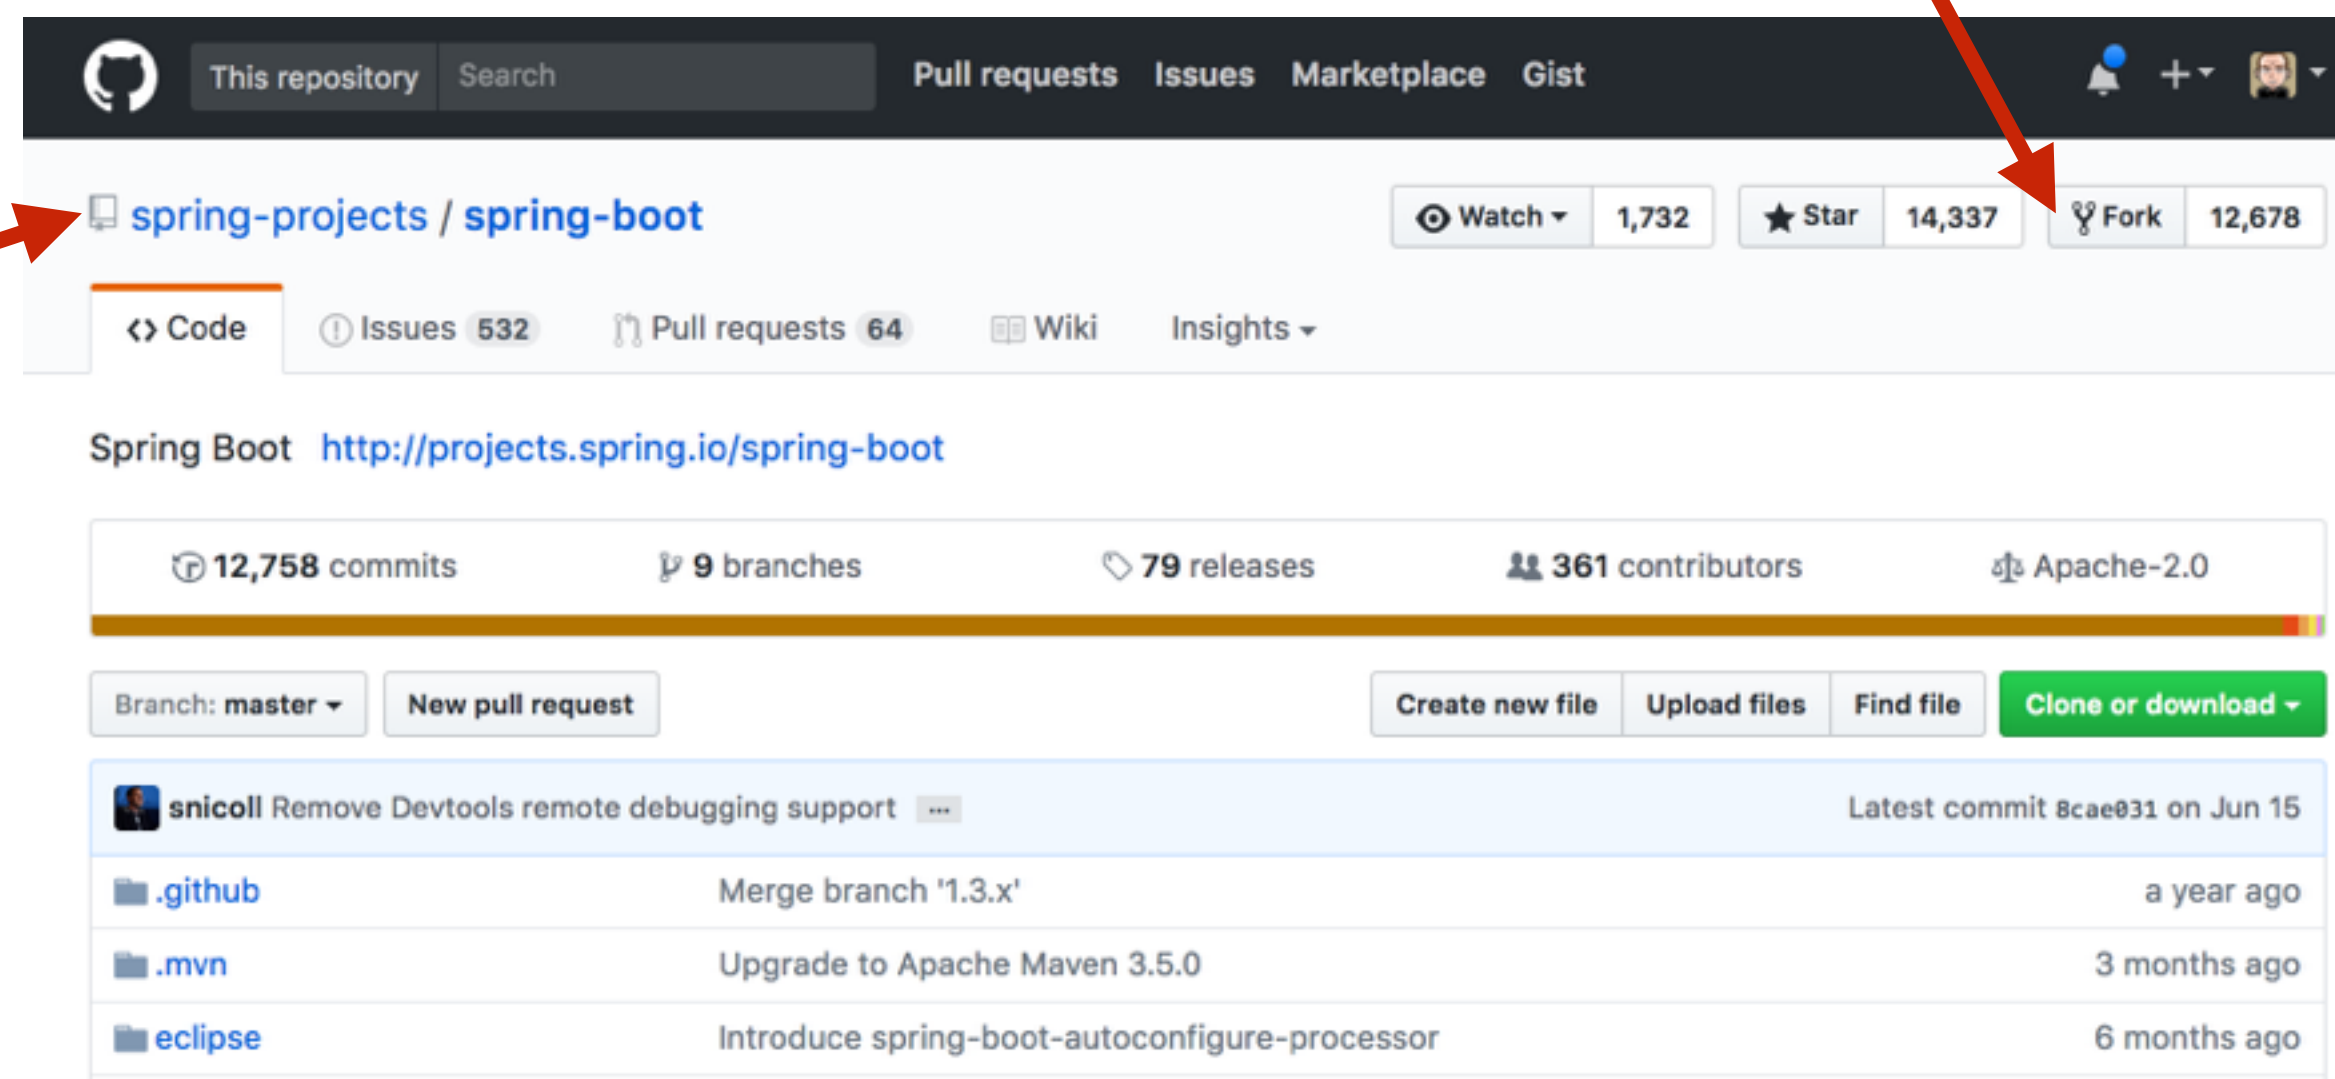 This repository Search Pull requests Issues Marketplace Gist
spring-projects / spring-boot Watch 1,732 Star 14,337 Fork 12,678
<> Code Issues 532 Pull requests 64 Wiki Insights
Spring Boot http://projects.spring.io/spring-boot
12,758 commits 9 branches 79 releases 361 contributors Apache-2.0
Branch: master New pull request Create new file Upload files Find file Clone or download
snicoll Remove Devtools remote debugging support ... Latest commit 8cae031 on Jun 15
.github Merge branch '1.3.x' a year ago
.mvn Upgrade to Apache Maven 3.5.0 3 months ago
eclipse Introduce spring-boot-autoconfigure-processor 6 months ago